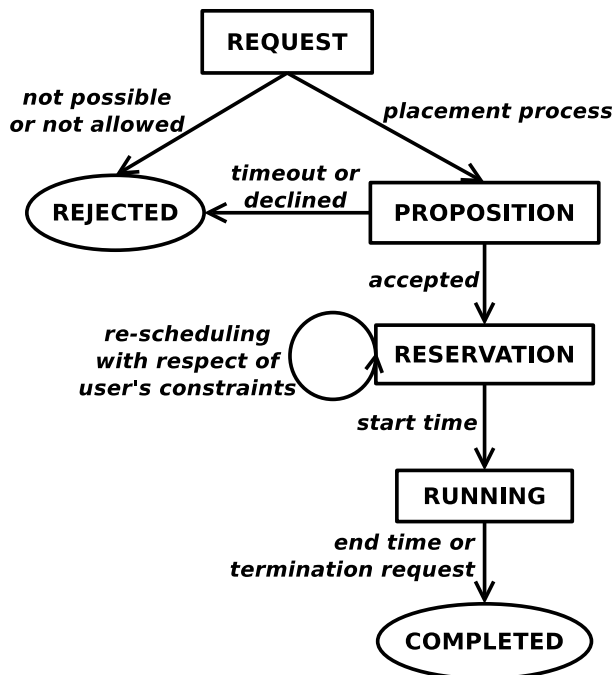 REQUEST
not possible
or not allowed
placement process
timeout or
declined
REJECTED
PROPOSITION
accepted
re-scheduling
with respect of
user's constraints
RESERVATION
start time
RUNNING
end time or
termination request
COMPLETED